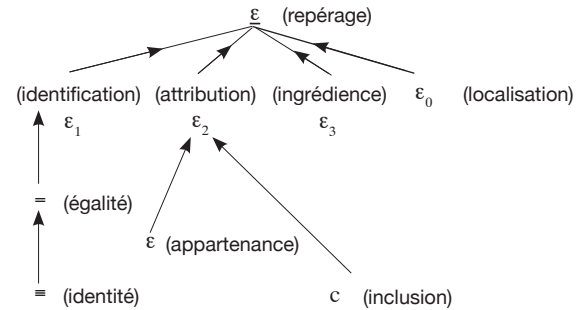 ε (repérage)
(identification) (attribution) (ingrédience) ε₀ (localisation)
ε₁ ε₂ ε₃
= (égalité)
ε (appartenance)
≡ (identité) c (inclusion)